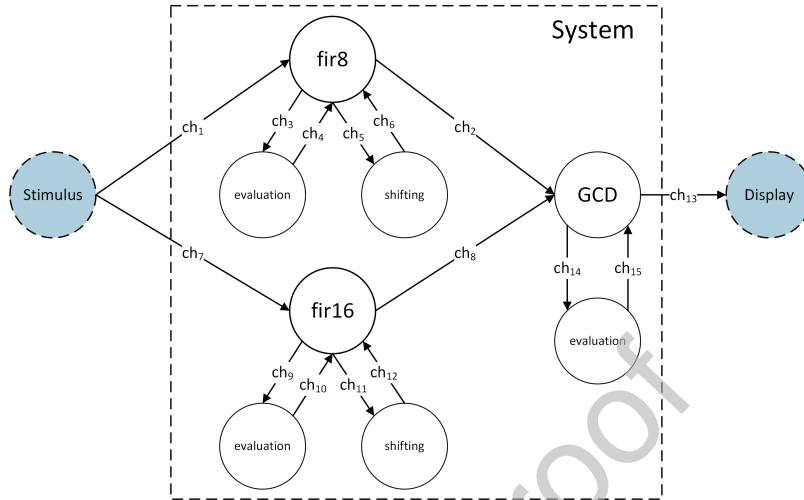 System
fir8
ch1
ch3
ch4
ch5
ch6
ch2
Stimulus
evaluation
shifting
GCD
ch13
Display
ch7
ch8
ch14
ch15
fir16
evaluation
ch9
ch10
ch11
ch12
evaluation
shifting
roof